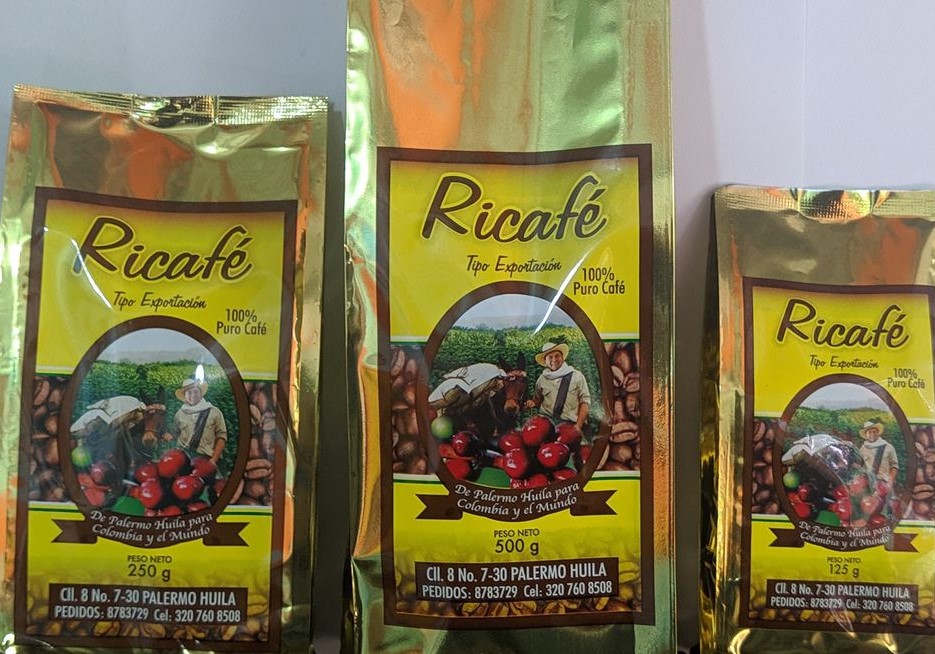 Ricafé
Tipo Exportación
100%
Puro Café
De Palermo Huila para
Colombia y el Mundo
PESO NETO
250 g
Cll. 8 No. 7-30 PALERMO HUILA
PEDIDOS: 8783729 Cel: 320 760 8508
Ricafé
Tipo Exportación
100%
Puro Café
De Palermo Huila para
Colombia y el Mundo
PESO NETO
500 g
Cll. 8 No. 7-30 PALERMO HUILA
PEDIDOS: 8783729 Cel: 320 760 8508
Ricafé
Tipo Exportación
100%
Puro Café
De Palermo Huila para
Colombia y el Mundo
PESO NETO
125 g
Cll. 8 No. 7-30 PALERMO HUILA
PEDIDOS: 8783729 Cel: 320 760 8508